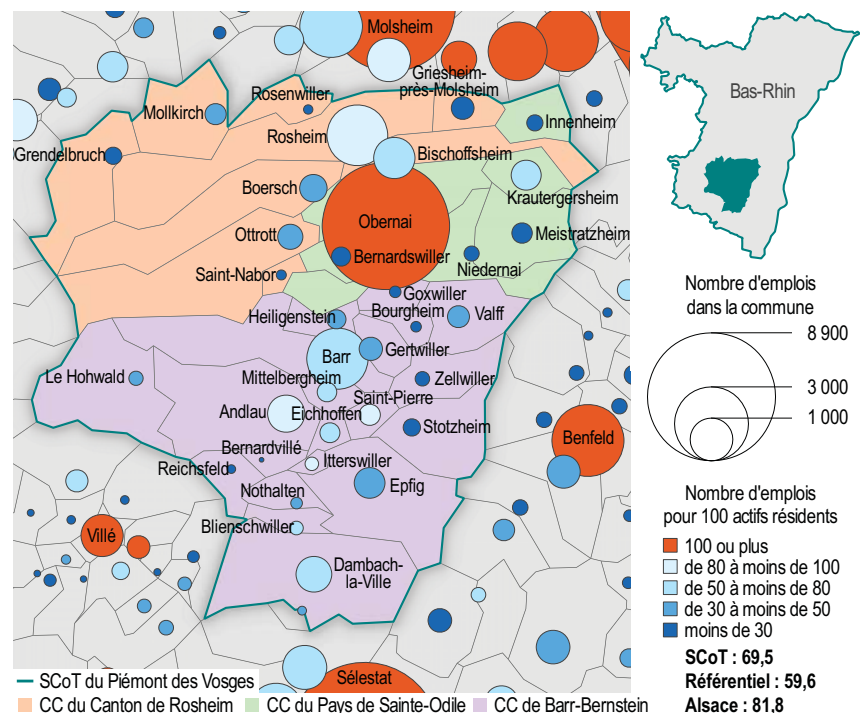 Molsheim
Griesheim-
près-Molsheim
Rosenwiller
Mollkirch
Innenheim
Rosheim
Grendelbruch
Bischoffsheim
Boersch
Krautergersheim
Obernai
Ottrott
Meistratzheim
Bernardswiller
Niedernai
Saint-Nabor
Goxwiller
Bourgheim
Heiligenstein
Valff
Barr
Gertwiller
Le Hohwald
Mittelbergheim
Zellwiller
Saint-Pierre
Andlau
Eichhoffen
Stotzheim
Benfeld
Bernardvillé
Reichsfeld
Itterswiller
Nothalten
Epfig
Blienschwiller
Villé
Dambach-
la-Ville
Sélestat
SCoT du Piémont des Vosges
CC du Canton de Rosheim
CC du Pays de Sainte-Odile
CC de Barr-Bernstein
Bas-Rhin
Nombre d'emplois
dans la commune
8 900
3 000
1 000
Nombre d'emplois
pour 100 actifs résidents
100 ou plus
de 80 à moins de 100
de 50 à moins de 80
de 30 à moins de 50
moins de 30
SCoT : 69,5
Référentiel : 59,6
Alsace : 81,8